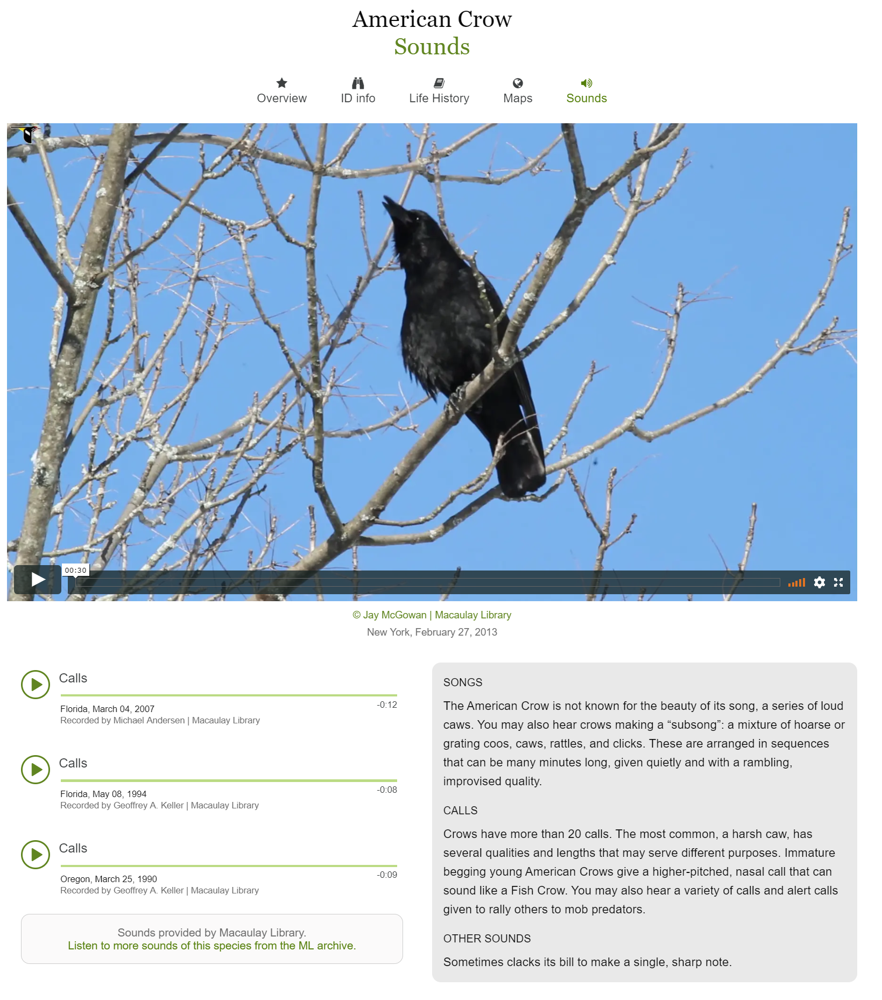 American Crow
Sounds
Overview
ID info
Life History
Maps
Sounds
00:30
© Jay McGowan | Macaulay Library
New York, February 27, 2013
Calls
-0:12
Florida, March 04, 2007
Recorded by Michael Andersen | Macaulay Library
Calls
-0:08
Florida, May 08, 1994
Recorded by Geoffrey A. Keller | Macaulay Library
Calls
-0:09
Oregon, March 25, 1990
Recorded by Geoffrey A. Keller | Macaulay Library
Sounds provided by Macaulay Library.
Listen to more sounds of this species from the ML archive.
SONGS
The American Crow is not known for the beauty of its song, a series of loud
caws. You may also hear crows making a “subsong”: a mixture of hoarse or
grating coos, caws, rattles, and clicks. These are arranged in sequences
that can be many minutes long, given quietly and with a rambling,
improvised quality.
CALLS
Crows have more than 20 calls. The most common, a harsh caw, has
several qualities and lengths that may serve different purposes. Immature
begging young American Crows give a higher-pitched, nasal call that can
sound like a Fish Crow. You may also hear a variety of calls and alert calls
given to rally others to mob predators.
OTHER SOUNDS
Sometimes clacks its bill to make a single, sharp note.